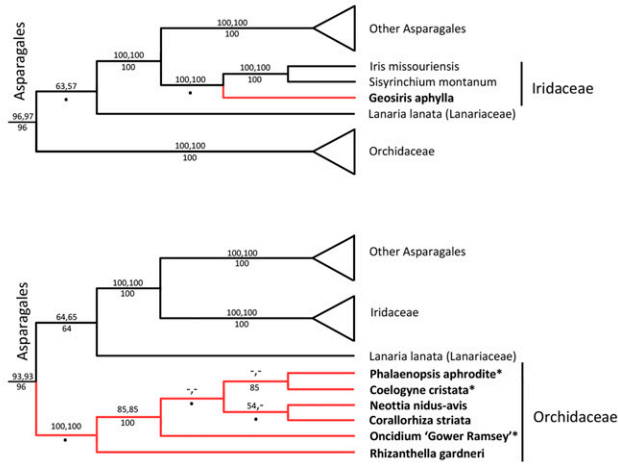 Asparagales
100,100
100
Other Asparagales
100,100
100
Iris missouriensis
Sisyrinchium montanum
Geosiris aphylla
Iridaceae
63,57
•
100,100
100
100,100
•
Lanaria lanata (Lanariaceae)
96,97
96
100,100
100
Orchidaceae
Asparagales
100,100
100
Other Asparagales
100,100
100
100,100
100
Iridaceae
64,65
64
Lanaria lanata (Lanariaceae)
93,93
96
-,-
85
Phalaenopsis aphrodite*
Coelogyne cristata*
-,-
•
54,-
•
Neottia nidus-avis
Corallorhiza striata
85,85
100
Oncidium ‘Gower Ramsey’*
100,100
•
Rhizanthella gardneri
Orchidaceae